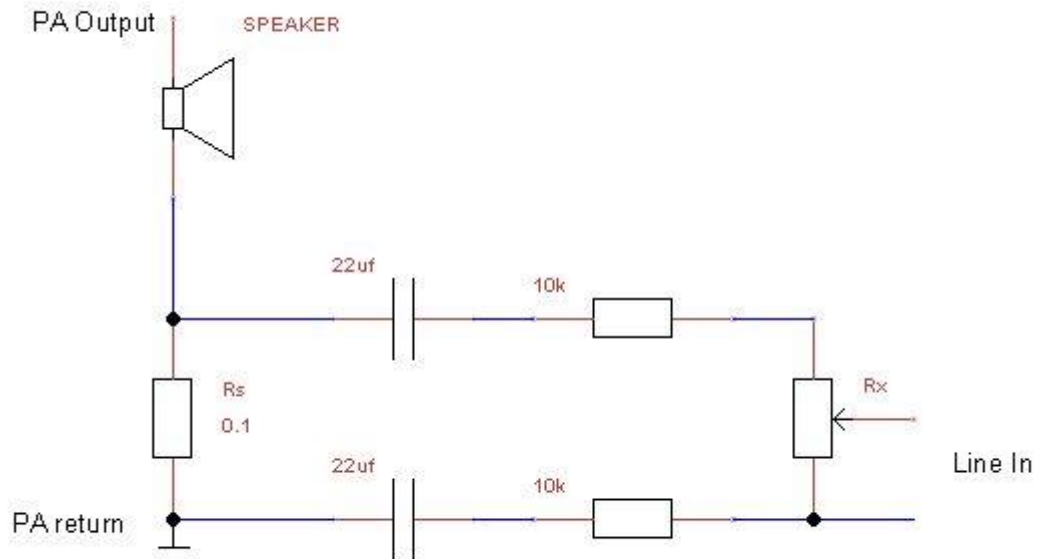 PA Output
SPEAKER
22uf
10k
Rs
0.1
Rx
22uf
10k
Line In
PA return